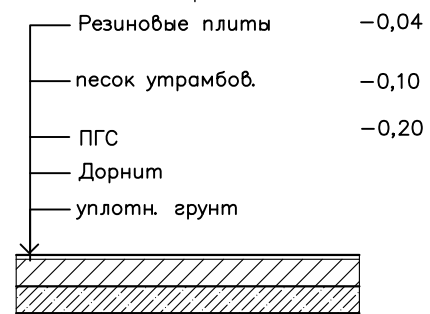 Резиновые плиты −0,04
песок утрамбов. −0,10
ПГС −0,20
Дорнит
уплотн. грунт